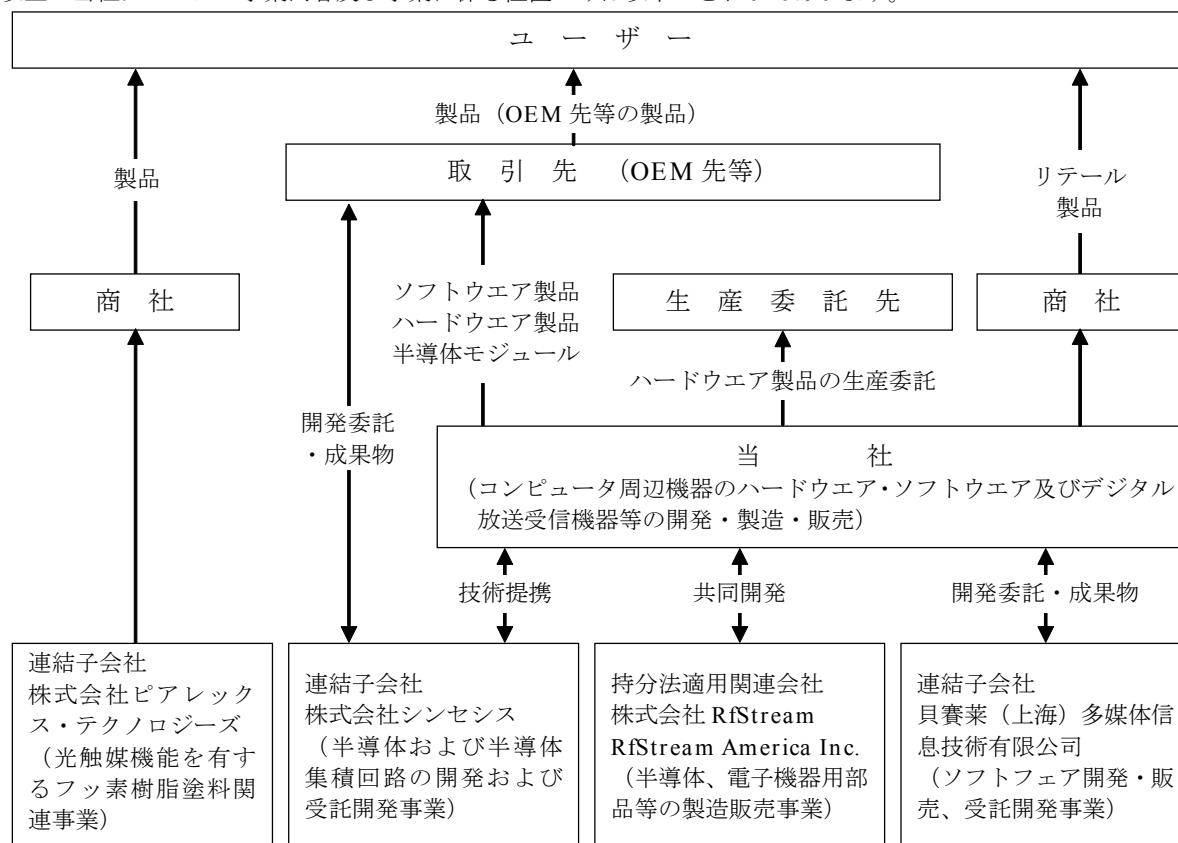 ユ ー ザ ー
製品（OEM 先等の製品）
取 引 先 （OEM 先等）
製品
リテール
製品
商 社
ソフトウエア製品
ハードウエア製品
半導体モジュール
生 産 委 託 先
商 社
ハードウエア製品の生産委託
開発委託
・成果物
当 社
（コンピュータ周辺機器のハードウエア・ソフトウエア及びデジタル
放送受信機器等の開発・製造・販売）
技術提携
共同開発
開発委託・成果物
連結子会社
株式会社ピアレック
ス・テクノロジーズ
（光触媒機能を有す
るフッ素樹脂塗料関
連事業）
連結子会社
株式会社シンセシス
（半導体および半導体
集積回路の開発および
受託開発事業）
持分法適用関連会社
株式会社 RfStream
RfStream America Inc.
（半導体、電子機器用部
品等の製造販売事業）
連結子会社
貝賽莱（上海）多媒体信
息技術有限公司
（ソフトフェア開発・販
売、受託開発事業）